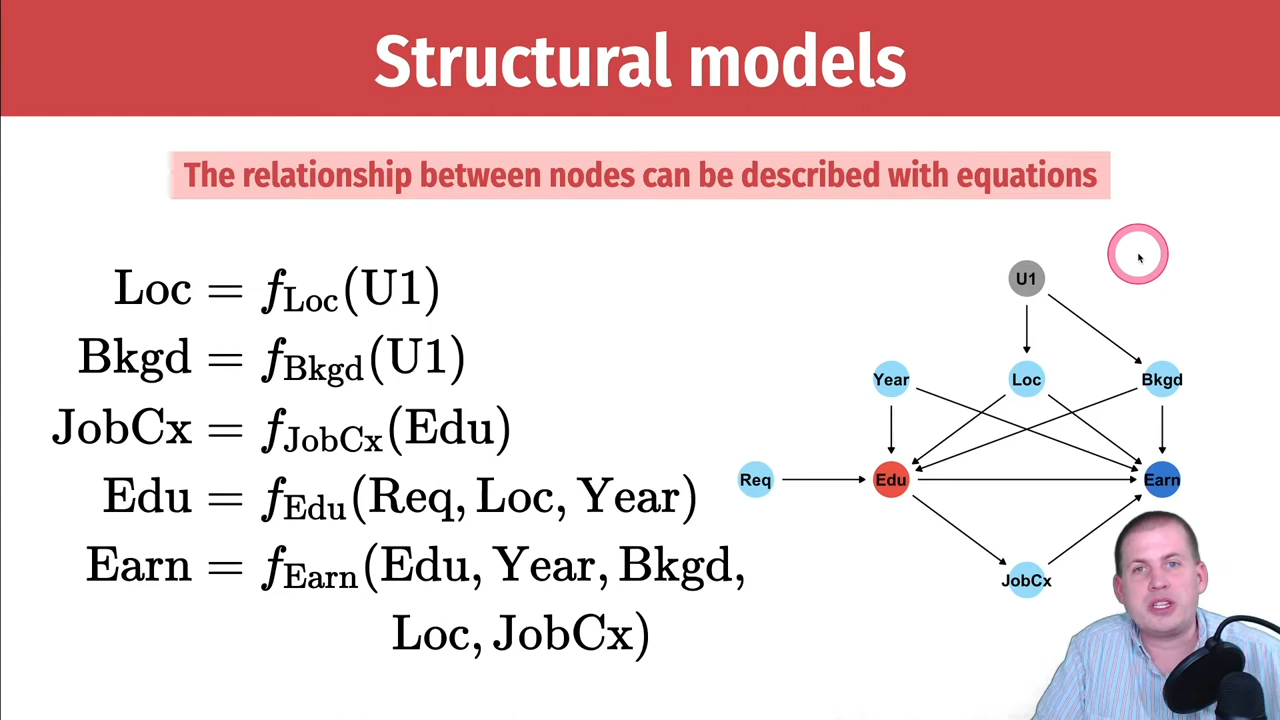 Structural models
The relationship between nodes can be described with equations
Loc = f_Loc(U1)
Bkgd = f_Bkgd(U1)
JobCx = f_JobCx(Edu)
Edu = f_Edu(Req, Loc, Year)
Earn = f_Earn(Edu, Year, Bkgd,
Loc, JobCx)
U1
Year
Loc
Bkgd
Req
Edu
Earn
JobCx